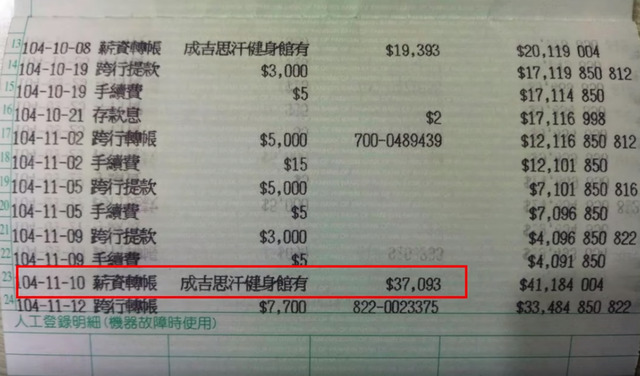 13 104-10-08 薪資轉帳 成吉思汗健身館有 $19,393 $20,119 004
14 104-10-19 跨行提款 $3,000 $17,119 850 812
15 104-10-19 手續費 $5 $17,114 850
16 104-10-21 存款息 $2 $17,116 998
17 104-11-02 跨行轉帳 $5,000 700-0489439 $12,116 850 812
18 104-11-02 手續費 $15 $12,101 850
19 104-11-05 跨行提款 $5,000 $7,101 850 816
20 104-11-05 手續費 $5 $7,096 850
21 104-11-09 跨行提款 $3,000 $4,096 850 822
22 104-11-09 手續費 $5 $4,091 850
23 104-11-10 薪資轉帳 成吉思汗健身館有 $37,093 $41,184 004
24 104-11-12 跨行轉帳 $7,700 822-0023375 $33,484 850 822
人工登錄明細(機器故障時使用)